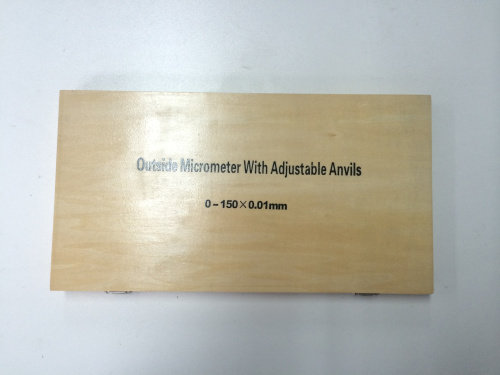 Outside Micrometer With Adjustable Anvils
0~150×0.01mm